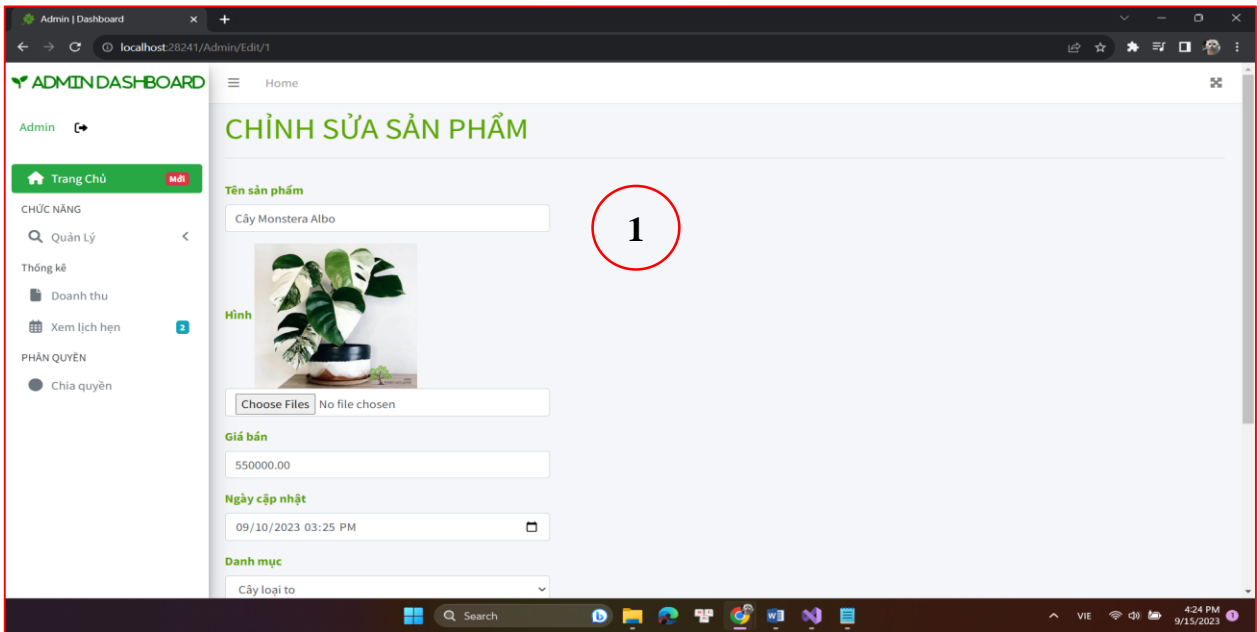 Admin | Dashboard
localhost:28241/Admin/Edit/1
ADMIN DASHBOARD
Home
Admin
CHỈNH SỬA SẢN PHẨM
Trang Chủ
Mới
CHỨC NĂNG
Quản Lý
Thống kê
Doanh thu
Xem lịch hẹn
2
PHÂN QUYỀN
Chia quyền
Tên sản phẩm
Cây Monstera Albo
1
Hình
Choose Files No file chosen
Giá bán
550000.00
Ngày cập nhật
09/10/2023 03:25 PM
Danh mục
Cây loại to
Search
VIE
4:24 PM
9/15/2023
1